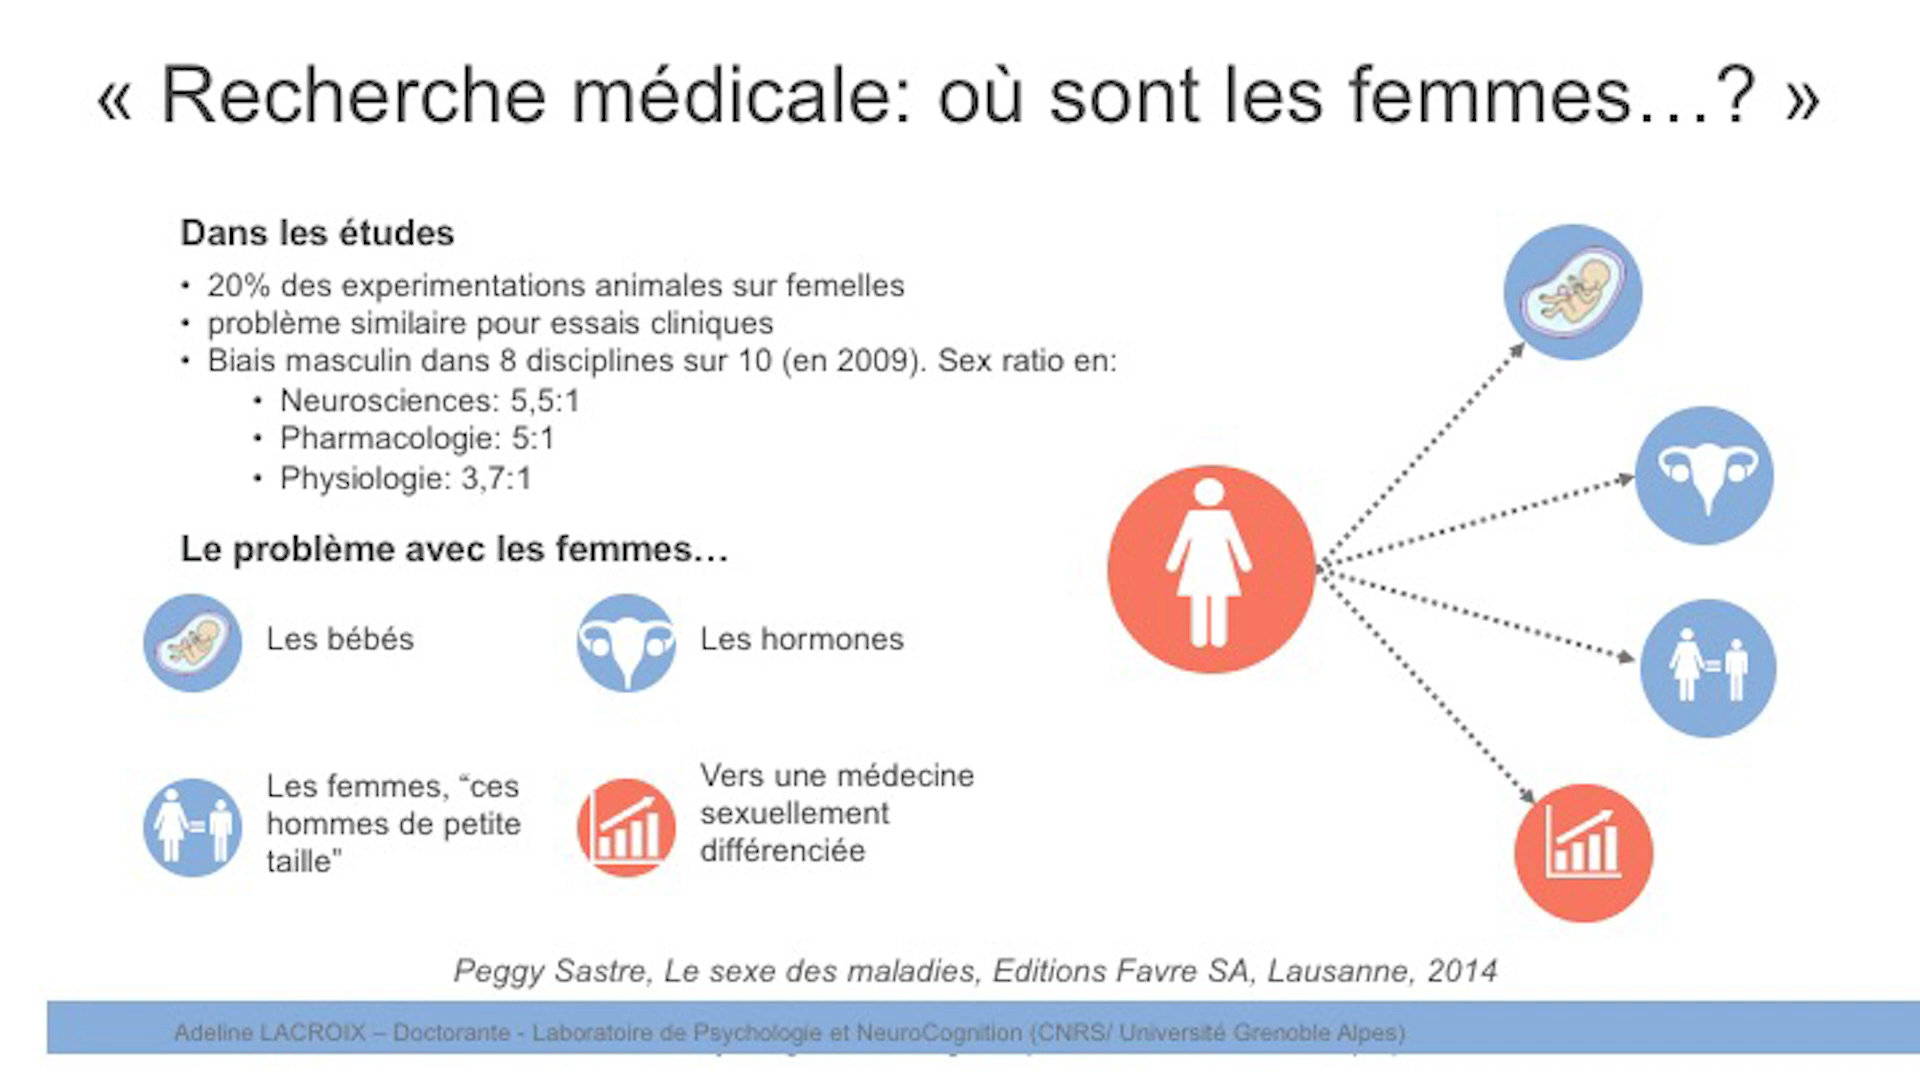 « Recherche médicale: où sont les femmes…? »
Dans les études
• 20% des experimentations animales sur femelles
• problème similaire pour essais cliniques
• Biais masculin dans 8 disciplines sur 10 (en 2009). Sex ratio en:
• Neurosciences: 5,5:1
• Pharmacologie: 5:1
• Physiologie: 3,7:1
Le problème avec les femmes…
Les bébés
Les hormones
Les femmes, “ces
hommes de petite
taille”
Vers une médecine
sexuellement
différenciée
Peggy Sastre, Le sexe des maladies, Editions Favre SA, Lausanne, 2014
Adeline LACROIX – Doctorante - Laboratoire de Psychologie et NeuroCognition (CNRS/ Université Grenoble Alpes)